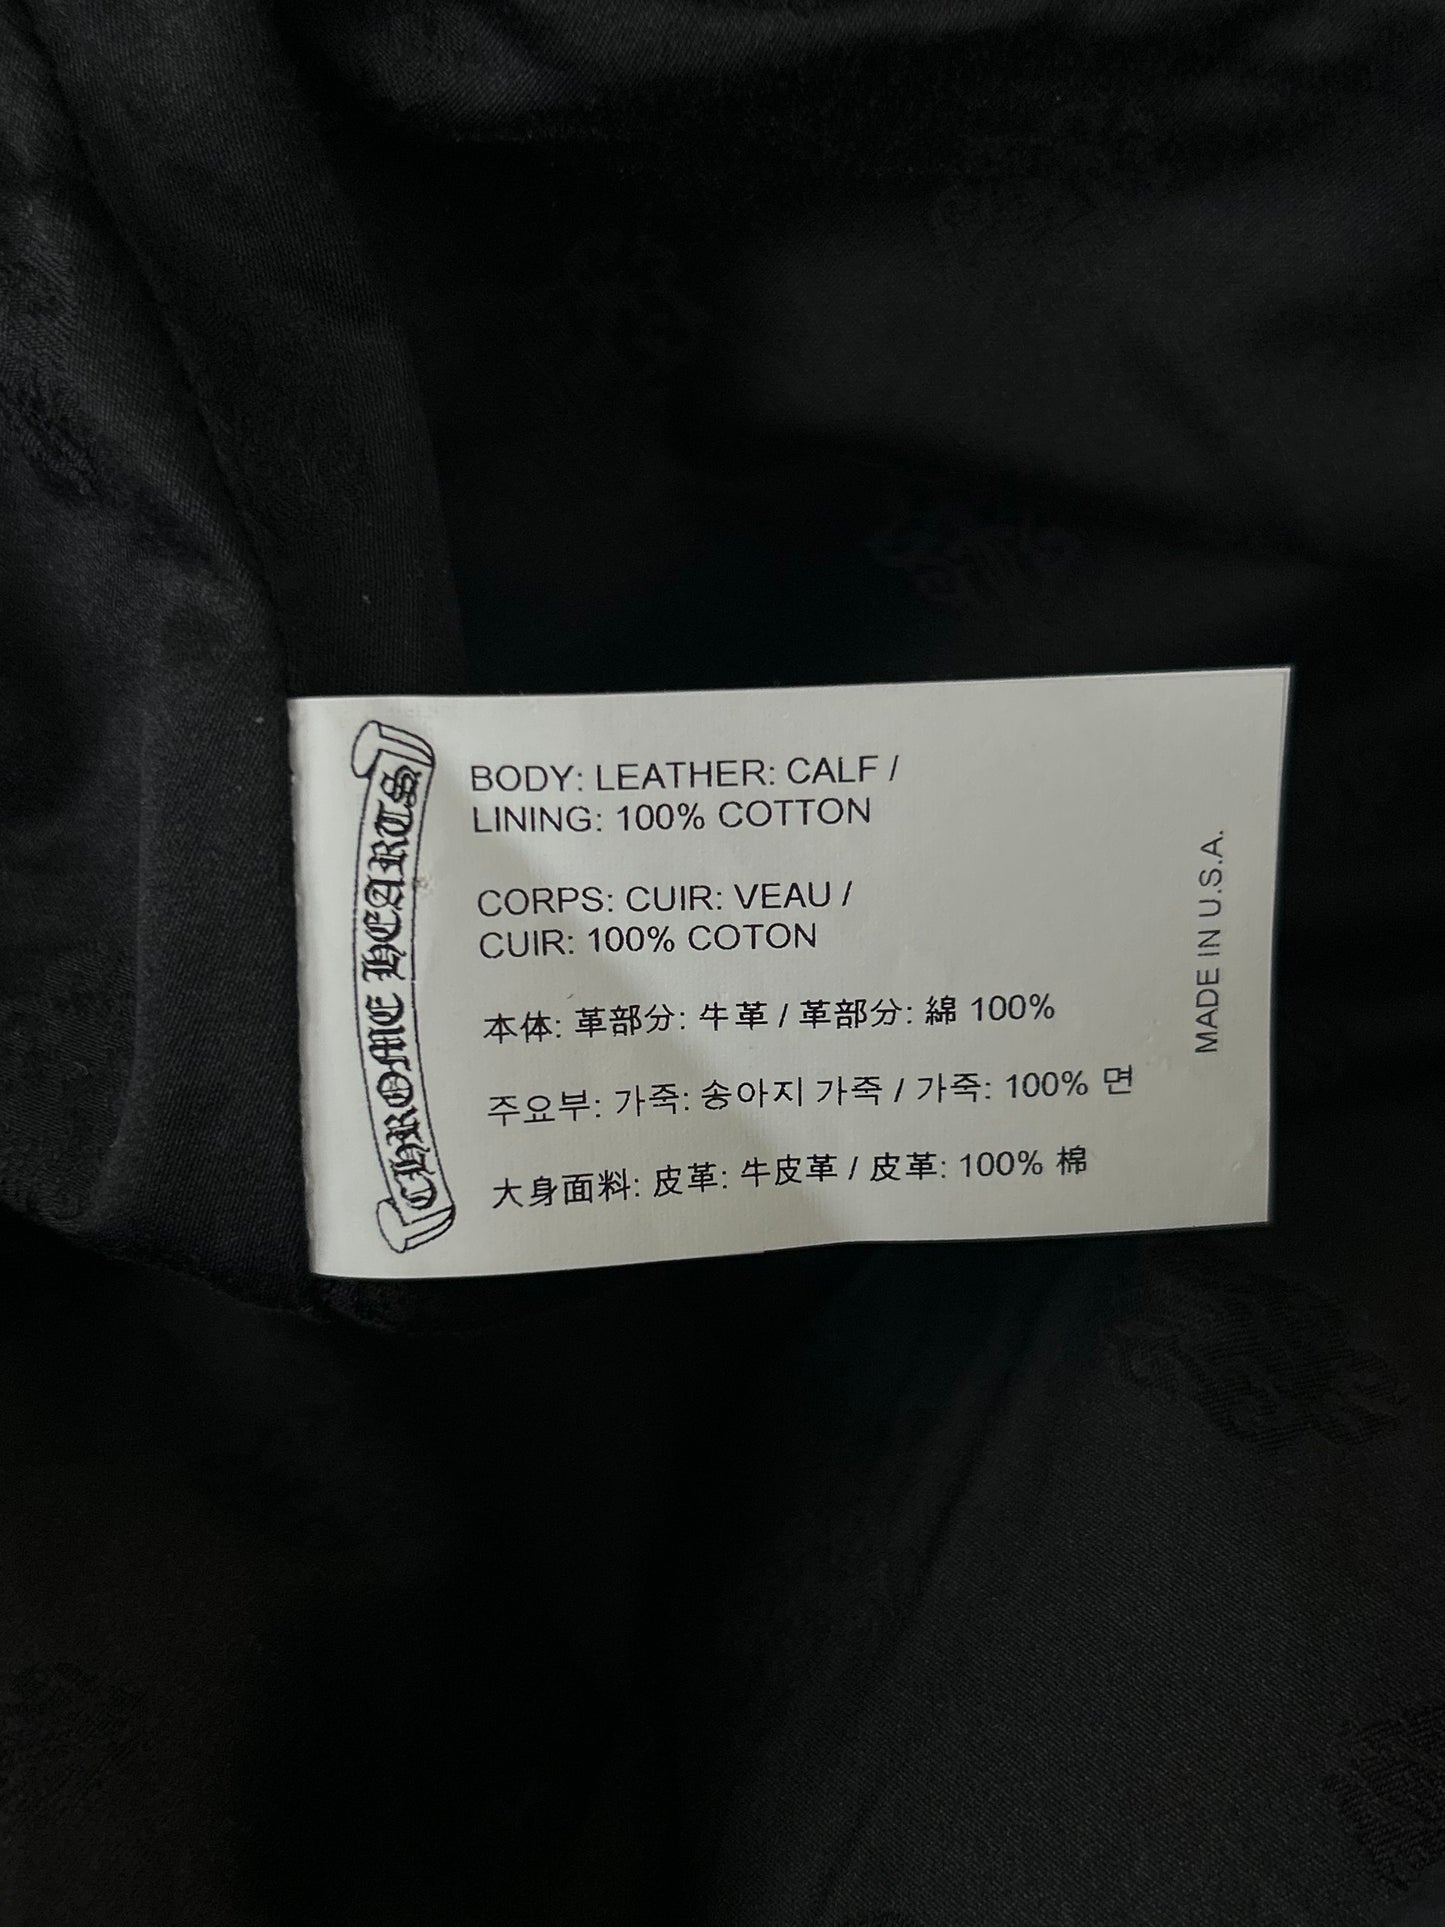 CHROME HEARTS
BODY: LEATHER: CALF /
LINING: 100% COTTON
CORPS: CUIR: VEAU /
CUIR: 100% COTON
本体: 革部分: 牛革 / 革部分: 綿 100%
주요부: 가죽: 송아지 가죽 / 가죽: 100% 면
大身面料: 皮革: 牛皮革 / 皮革: 100% 棉
MADE IN U.S.A.